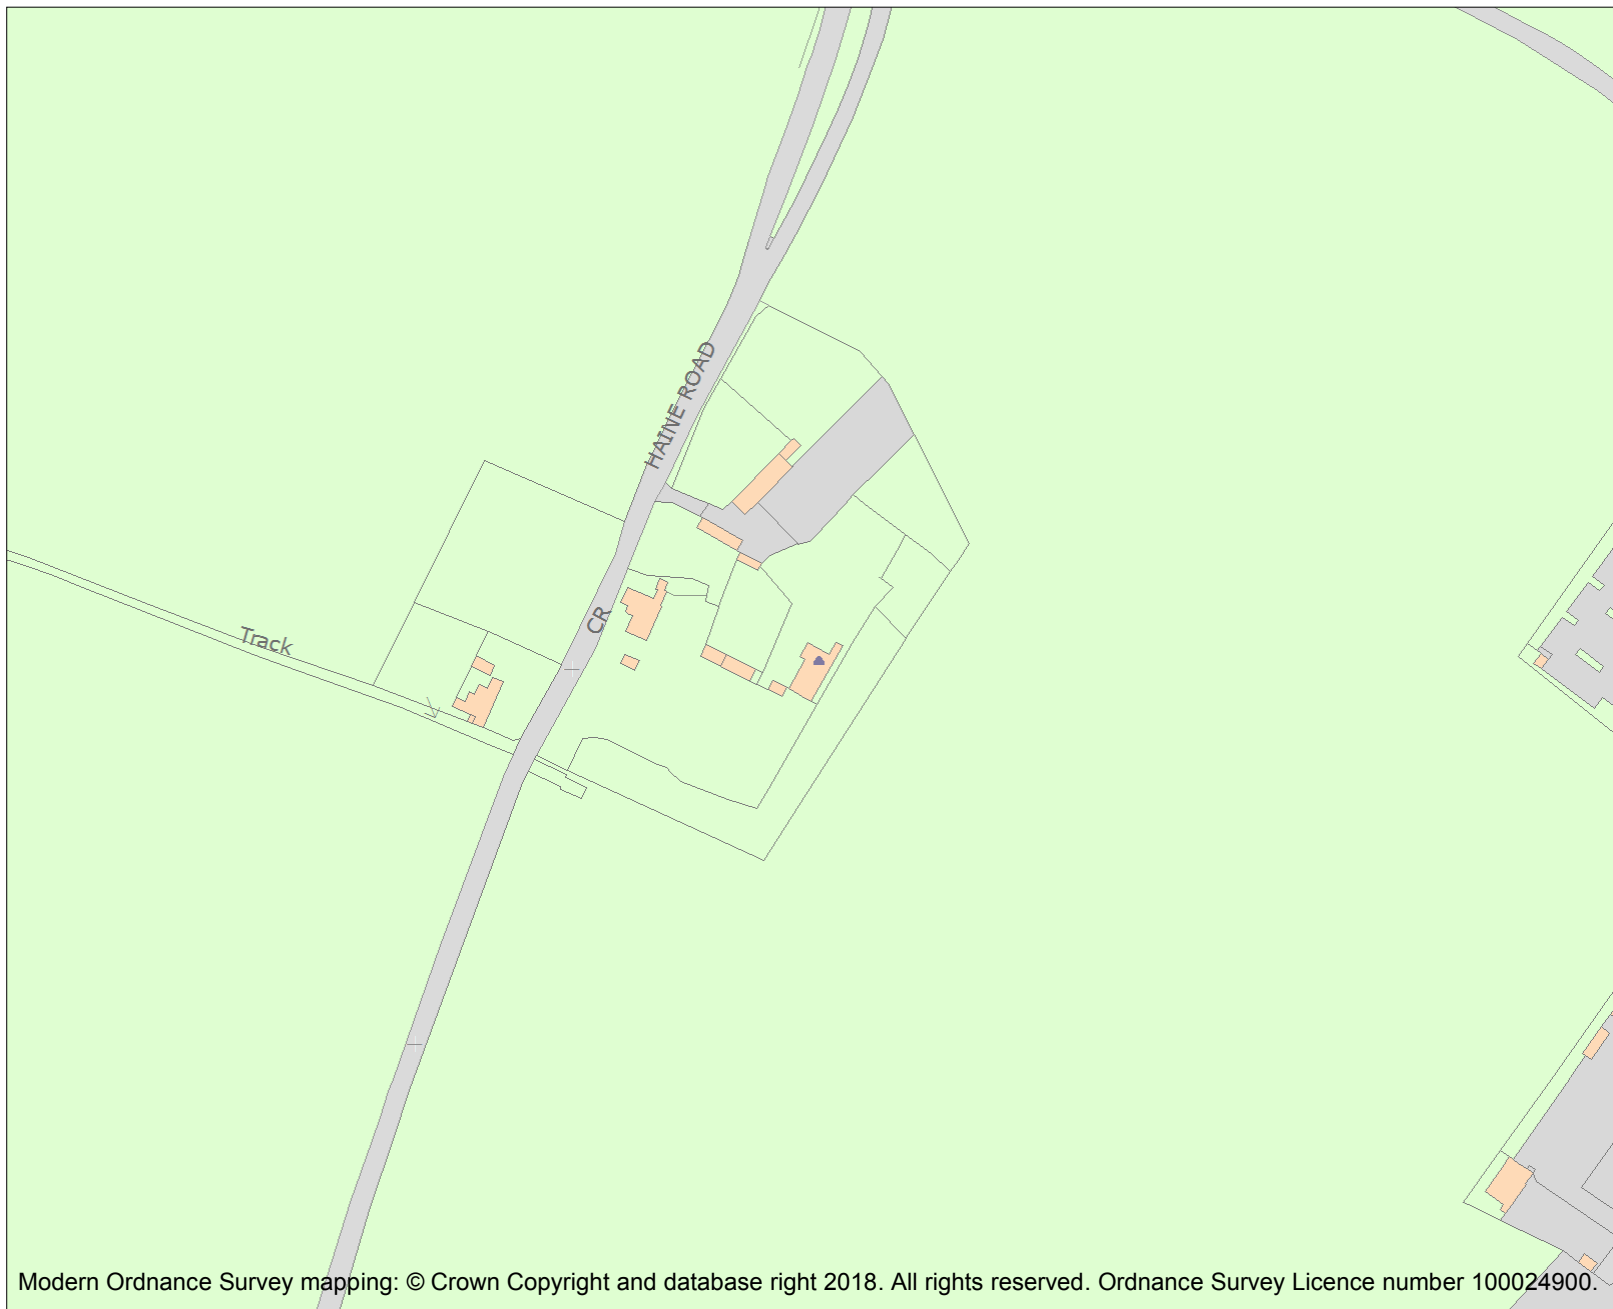 HAINE ROAD
CR
Track
Modern Ordnance Survey mapping: © Crown Copyright and database right 2018. All rights reserved. Ordnance Survey Licence number 100024900.